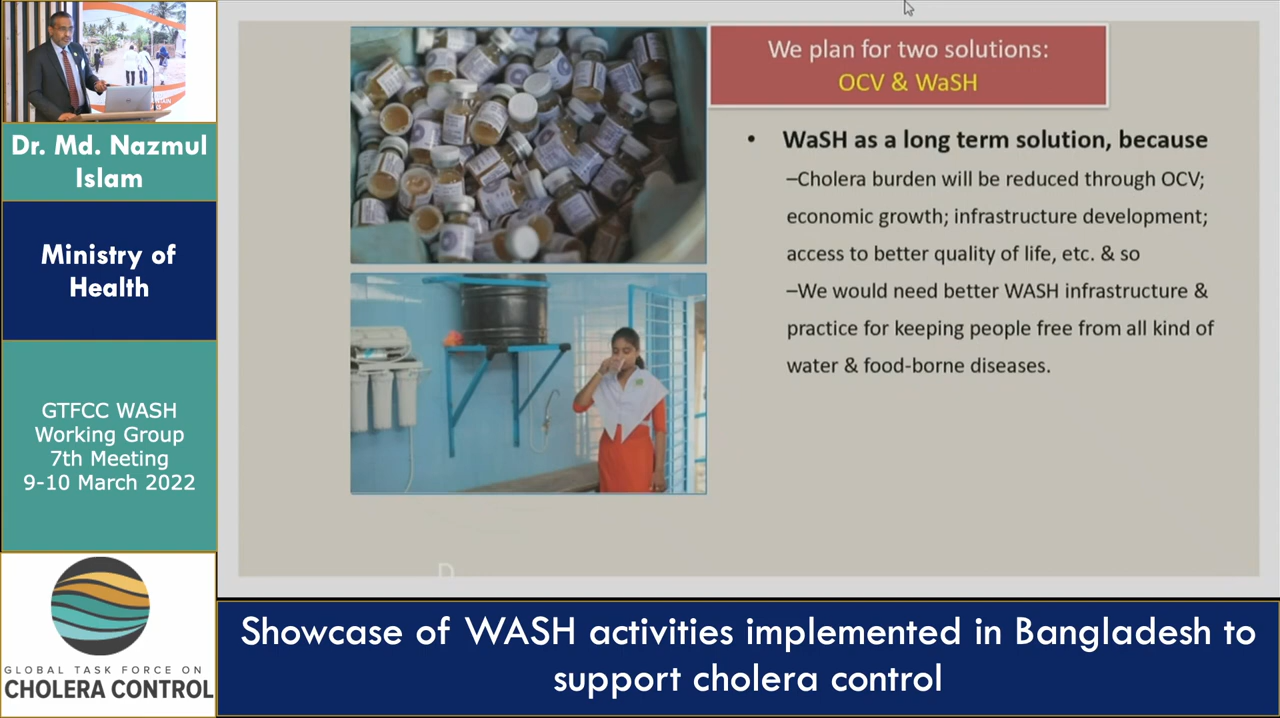 Dr. Md. Nazmul
Islam
Ministry of
Health
GTFCC WASH
Working Group
7th Meeting
9-10 March 2022
GLOBAL TASK FORCE ON
CHOLERA CONTROL
We plan for two solutions:
OCV & WaSH
• WaSH as a long term solution, because
–Cholera burden will be reduced through OCV;
economic growth; infrastructure development;
access to better quality of life, etc. & so
–We would need better WASH infrastructure &
practice for keeping people free from all kind of
water & food-borne diseases.
Showcase of WASH activities implemented in Bangladesh to
support cholera control